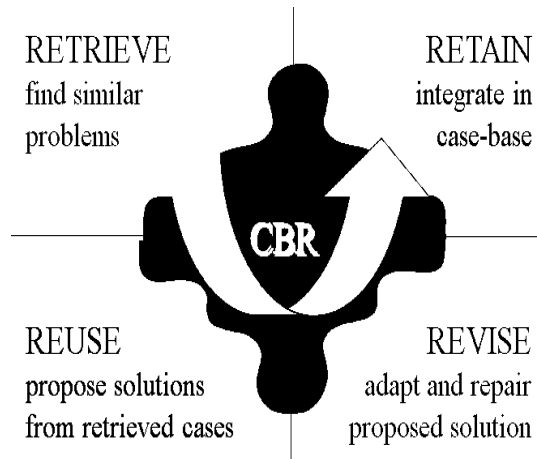 RETRIEVE
find similar
problems
RETAIN
integrate in
case-base
CBR
REUSE
propose solutions
from retrieved cases
REVISE
adapt and repair
proposed solution